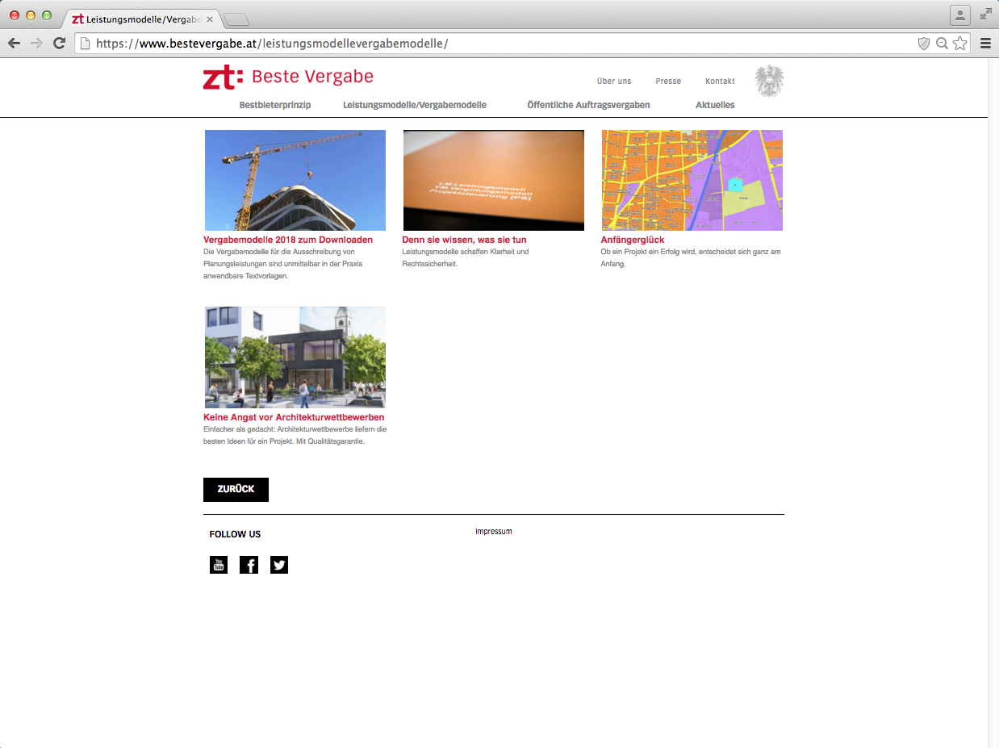 zt Leistungsmodelle/Vergabe
https://www.bestevergabe.at/leistungsmodellevergabemodelle/
zt: Beste Vergabe
Über uns Presse Kontakt
Bestbieterprinzip Leistungsmodelle/Vergabemodelle Öffentliche Auftragsvergaben Aktuelles
LM.Leistungsmodell
VM.Vergütungsmodell
Projektsteuerung [PS]
Vergabemodelle 2018 zum Downloaden
Die Vergabemodelle für die Ausschreibung von
Planungsleistungen sind unmittelbar in der Praxis
anwendbare Textvorlagen.
Denn sie wissen, was sie tun
Leistungsmodelle schaffen Klarheit und
Rechtssicherheit.
Anfängerglück
Ob ein Projekt ein Erfolg wird, entscheidet sich ganz am
Anfang.
Keine Angst vor Architekturwettbewerben
Einfacher als gedacht: Architekturwettbewerbe liefern die
besten Ideen für ein Projekt. Mit Qualitätsgarantie.
ZURÜCK
FOLLOW US
Impressum
You
Tube